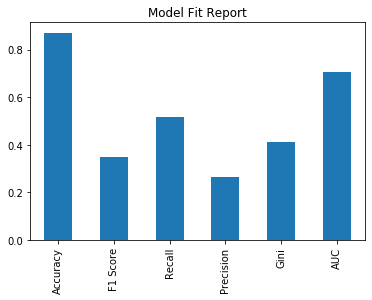 Model Fit Report
0.8
0.6
0.4
0.2
0.0
Accuracy
F1 Score
Recall
Precision
Gini
AUC